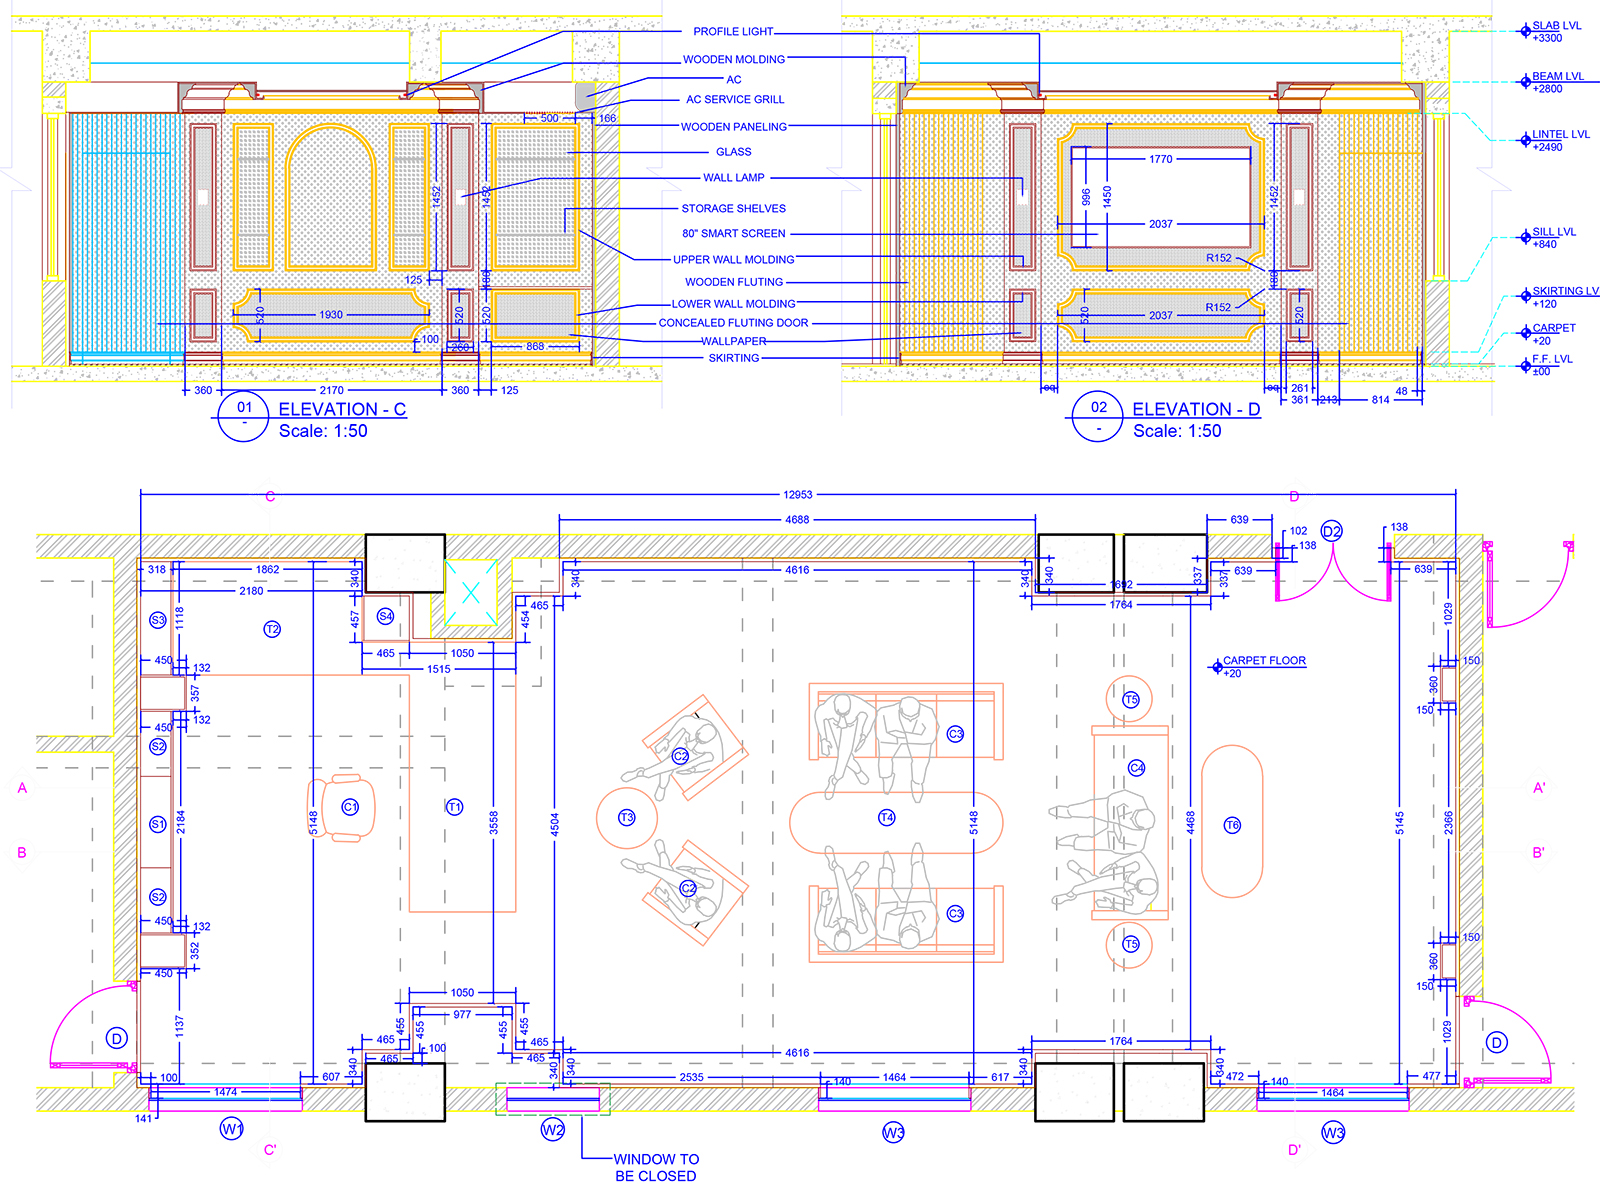 PROFILE LIGHT
WOODEN MOLDING
AC
AC SERVICE GRILL
WOODEN PANELING
GLASS
WALL LAMP
STORAGE SHELVES
80" SMART SCREEN
UPPER WALL MOLDING
WOODEN FLUTING
LOWER WALL MOLDING
CONCEALED FLUTING DOOR
WALLPAPER
SKIRTING
500 166
1452 1452
125 180
520 1930 520 520
100 260 868
360 2170 360 125
01
-
ELEVATION - C
Scale: 1:50
1770
996 1450 1452
2037
R152
180
R152
520 2037 520
261 48
361 213 814
02
-
ELEVATION - D
Scale: 1:50
SLAB LVL
+3300
BEAM LVL
+2800
LINTEL LVL
+2490
SILL LVL
+840
SKIRTING LV
+120
CARPET
+20
F.F. LVL
±00
C 12953 D
4688 639 102 138 D2 138
318 1862 340 4616 340 340 1692 337 337 639 639
2180 465 1764
S3 1118 T2 457 S4 454 1029
465 1050
1515
450 132 CARPET FLOOR
+20
150
357 360
132 150
450
S2 C2 C3 T5 C4
A A'
S1 2184 5148 C1 T1 3558 4504 T3 T4 5148 4468 T6 5145 2366
B B'
S2 C2 C3 T5
450 132 150
352 360
450 150
1050
977
D 1137 465 455 455 455 455 465 1029 D
465 100 465 340 340 4616 340 340 1764 340
100 607 2535 140 1464 617 472 140 477
1474 1464
141
W1 W2 W3 W3
C' D'
WINDOW TO
BE CLOSED